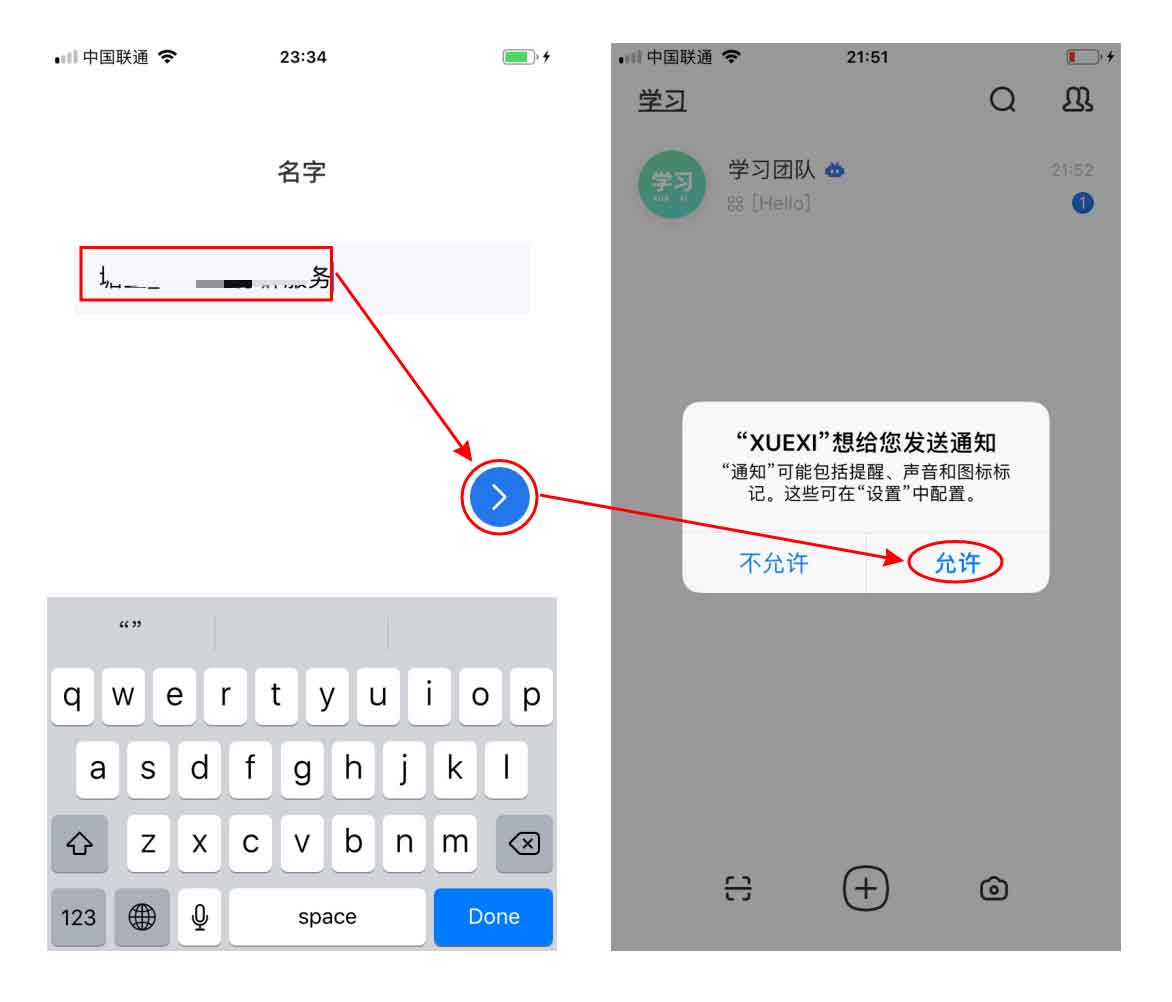 中国联通
23:34
名字
务
“”
q w e r t y u i o p
a s d f g h j k l
z x c v b n m
123
space
Done
中国联通
21:51
学习
学习
XUE XI
学习团队
21:52
[Hello]
1
“XUEXI”想给您发送通知
“通知”可能包括提醒、声音和图标标
记。这些可在“设置”中配置。
不允许
允许